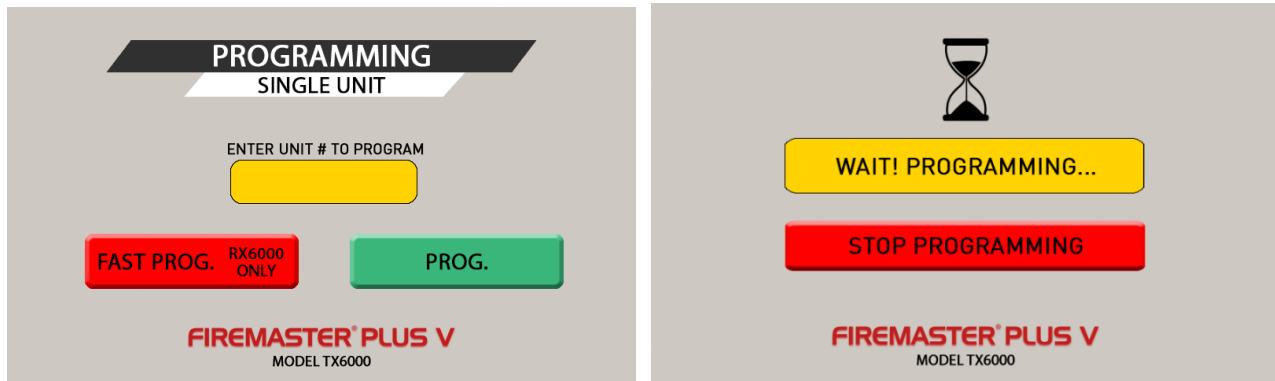 PROGRAMMING
SINGLE UNIT
ENTER UNIT # TO PROGRAM
FAST PROG. RX6000
ONLY
PROG.
FIREMASTER® PLUS V
MODEL TX6000
WAIT! PROGRAMMING...
STOP PROGRAMMING
FIREMASTER® PLUS V
MODEL TX6000